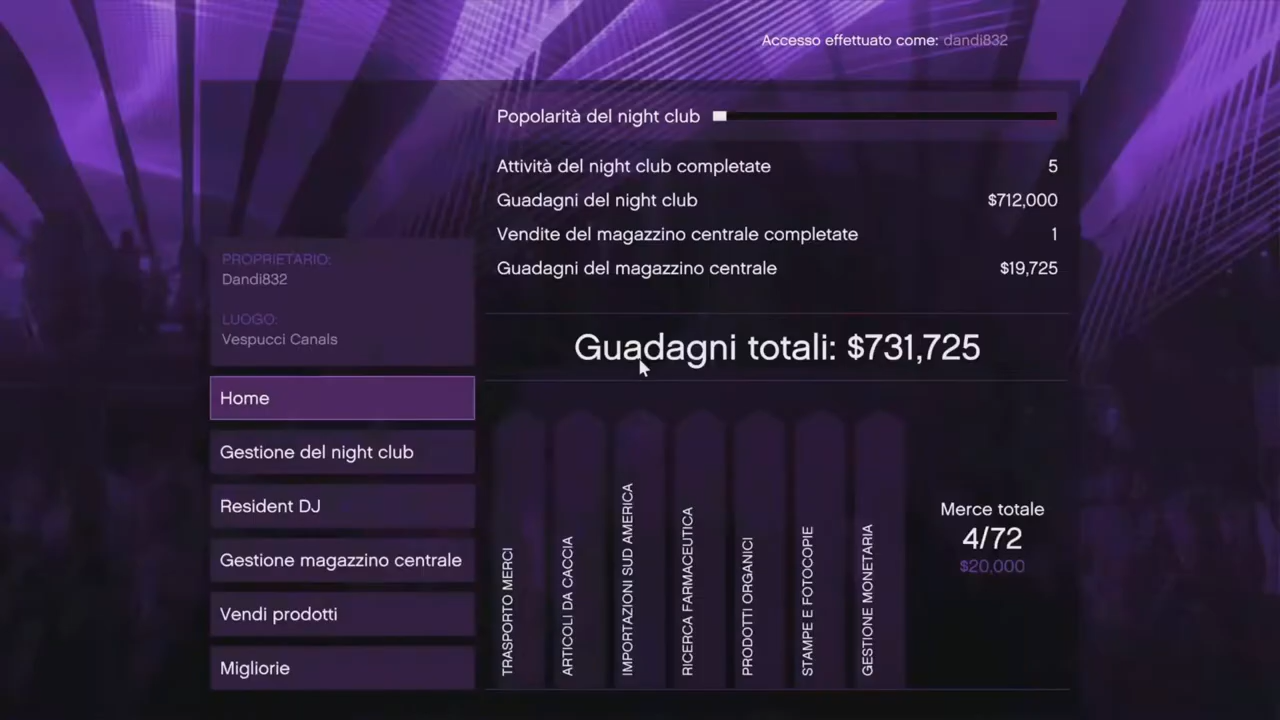 Accesso effettuato come: dandi832
Popolarità del night club
Attività del night club completate 5
Guadagni del night club $712,000
Vendite del magazzino centrale completate 1
Guadagni del magazzino centrale $19,725
PROPRIETARIO:
Dandi832
LUOGO:
Vespucci Canals
Guadagni totali: $731,725
Home
Gestione del night club
Resident DJ
Gestione magazzino centrale
Vendi prodotti
Migliorie
TRASPORTO MERCI
ARTICOLI DA CACCIA
IMPORTAZIONI SUD AMERICA
RICERCA FARMACEUTICA
PRODOTTI ORGANICI
STAMPE E FOTOCOPIE
GESTIONE MONETARIA
Merce totale
4/72
$20,000